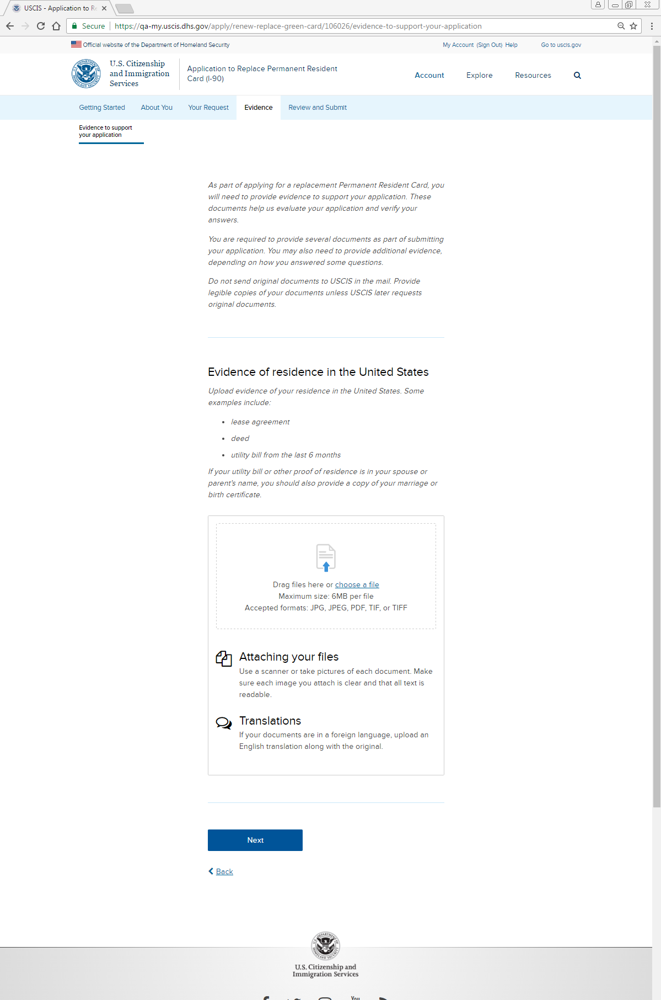 USCIS - Application to Re
Secure
https://qa-my.uscis.dhs.gov/apply/renew-replace-green-card/106026/evidence-to-support-your-application
Official website of the Department of Homeland Security
My Account (Sign Out) Help
Go to uscis.gov
U.S. Citizenship
and Immigration
Services
Application to Replace Permanent Resident
Card (I-90)
Account
Explore
Resources
Getting Started
About You
Your Request
Evidence
Review and Submit
Evidence to support
your application
As part of applying for a replacement Permanent Resident Card, you
will need to provide evidence to support your application. These
documents help us evaluate your application and verify your
answers.
You are required to provide several documents as part of submitting
your application. You may also need to provide additional evidence,
depending on how you answered some questions.
Do not send original documents to USCIS in the mail. Provide
legible copies of your documents unless USCIS later requests
original documents.
Evidence of residence in the United States
Upload evidence of your residence in the United States. Some
examples include:
• lease agreement
• deed
• utility bill from the last 6 months
If your utility bill or other proof of residence is in your spouse or
parent's name, you should also provide a copy of your marriage or
birth certificate.
Drag files here or choose a file
Maximum size: 6MB per file
Accepted formats: JPG, JPEG, PDF, TIF, or TIFF
Attaching your files
Use a scanner or take pictures of each document. Make
sure each image you attach is clear and that all text is
readable.
Translations
If your documents are in a foreign language, upload an
English translation along with the original.
Next
Back
U.S. Citizenship and
Immigration Services
You